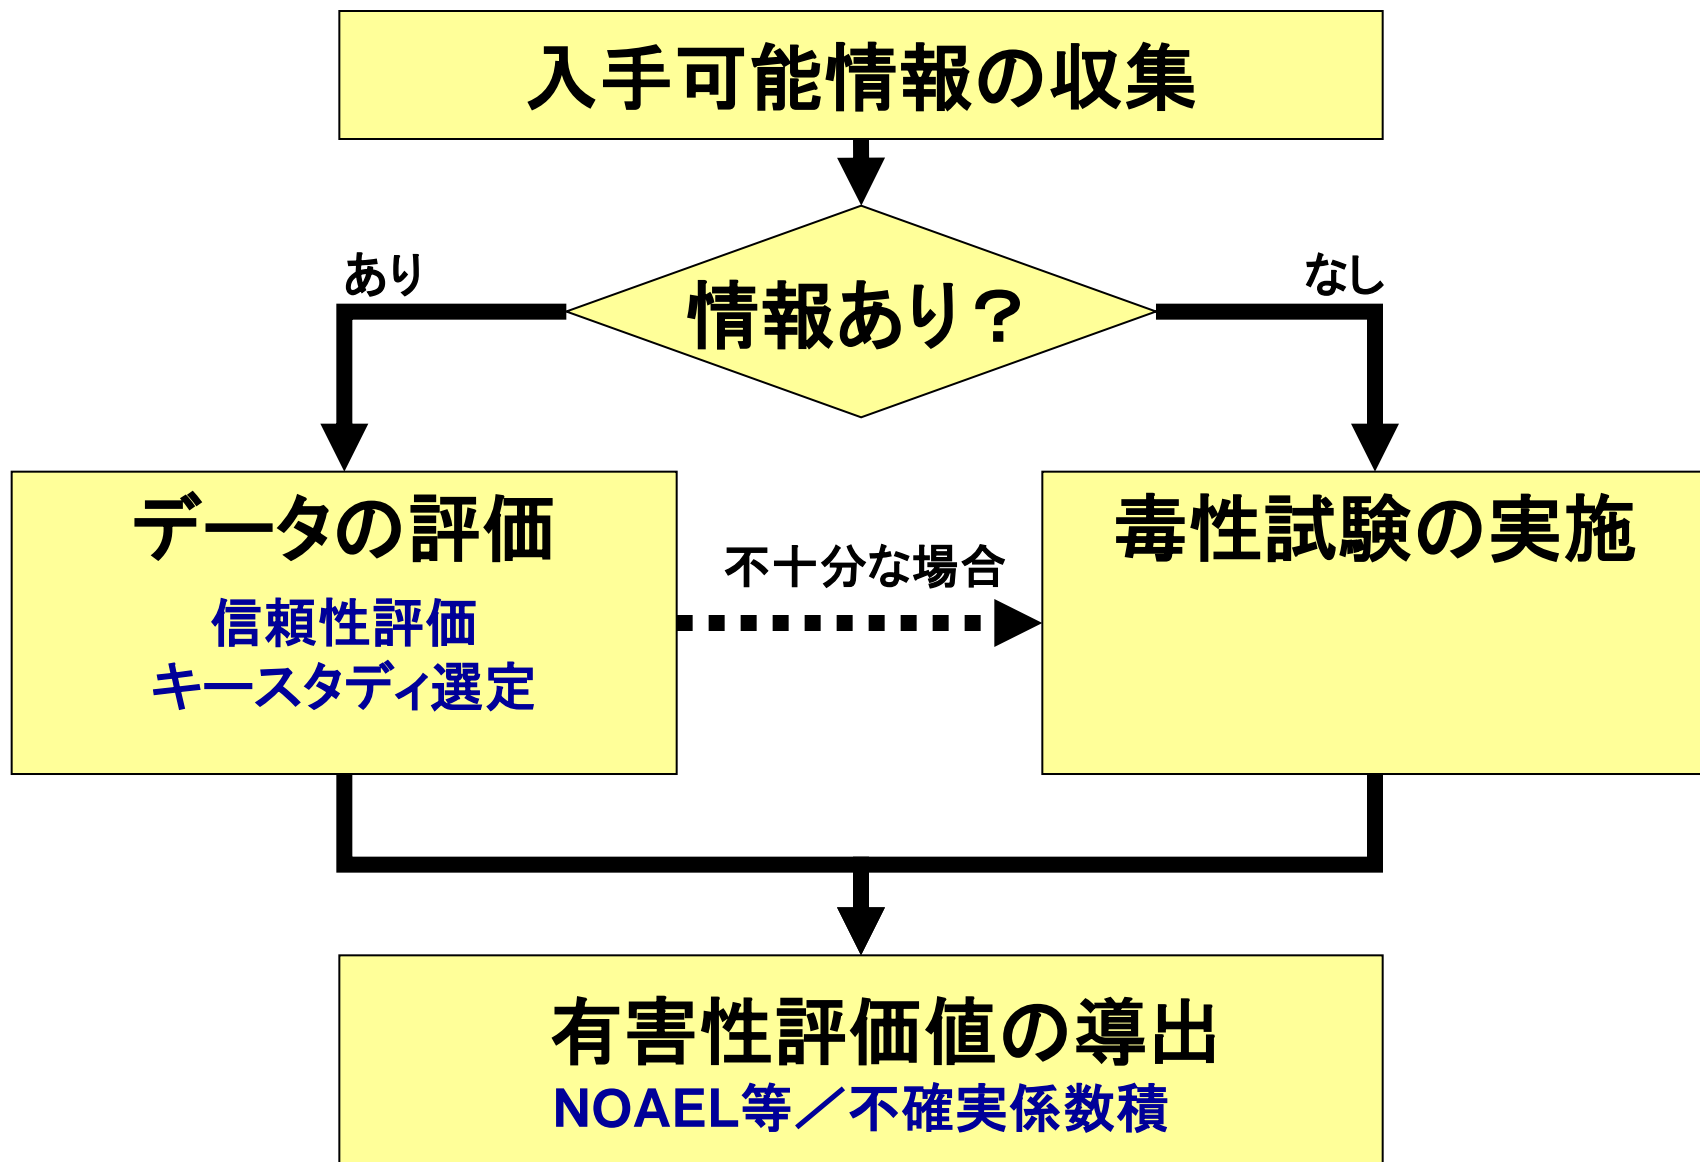 入手可能情報の収集
あり
なし
情報あり？
データの評価
信頼性評価
キースタディ選定
不十分な場合
毒性試験の実施
有害性評価値の導出
NOAEL等／不確実係数積